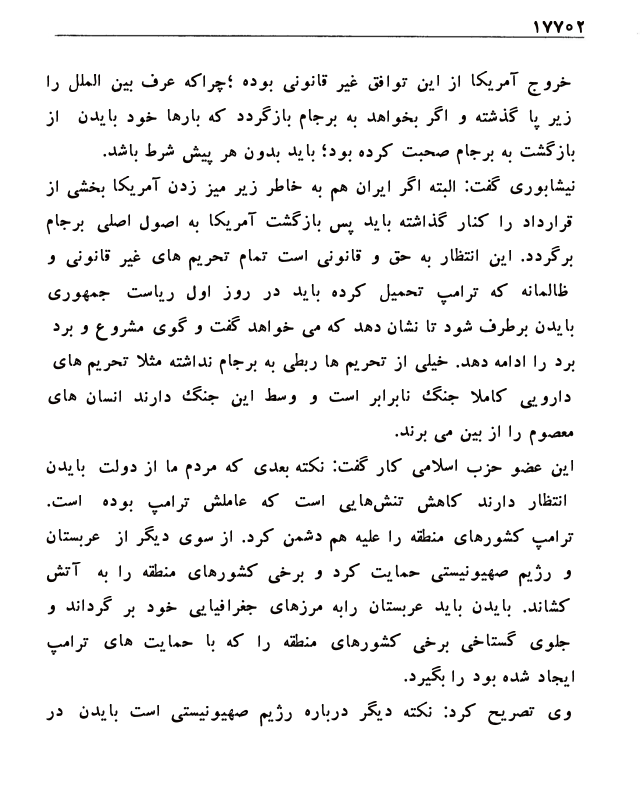 ۱۷۷۰۲
خروج آمریکا از این توافق غیر قانونی بوده ؛چراکه عرف بین الملل را
زیر پا گذشته و اگر بخواهد به برجام بازگردد که بارها خود بایدن از
بازگشت به برجام صحبت کرده بود؛ باید بدون هر پیش شرط باشد.
نیشابوری گفت: البته اگر ایران هم به خاطر زیر میز زدن آمریکا بخشی از
قرارداد را کنار گذاشته باید پس بازگشت آمریکا به اصول اصلی برجام
برگردد. این انتظار به حق و قانونی است تمام تحریم های غیر قانونی و
ظالمانه که ترامپ تحمیل کرده باید در روز اول ریاست جمهوری
بایدن برطرف شود تا نشان دهد که می خواهد گفت و گوی مشروع و برد
برد را ادامه دهد. خیلی از تحریم ها ربطی به برجام نداشته مثلا تحریم های
دارویی کاملا جنگ نابرابر است و وسط این جنگ دارند انسان های
معصوم را از بین می برند.
این عضو حزب اسلامی کار گفت: نکته بعدی که مردم ما از دولت بایدن
انتظار دارند کاهش تنش‌هایی است که عاملش ترامپ بوده است.
ترامپ کشورهای منطقه را علیه هم دشمن کرد. از سوی دیگر از عربستان
و رژیم صهیونیستی حمایت کرد و برخی کشورهای منطقه را به آتش
کشاند. بایدن باید عربستان رابه مرزهای جغرافیایی خود بر گرداند و
جلوی گستاخی برخی کشورهای منطقه را که با حمایت های ترامپ
ایجاد شده بود را بگیرد.
وی تصریح کرد: نکته دیگر درباره رژیم صهیونیستی است بایدن در